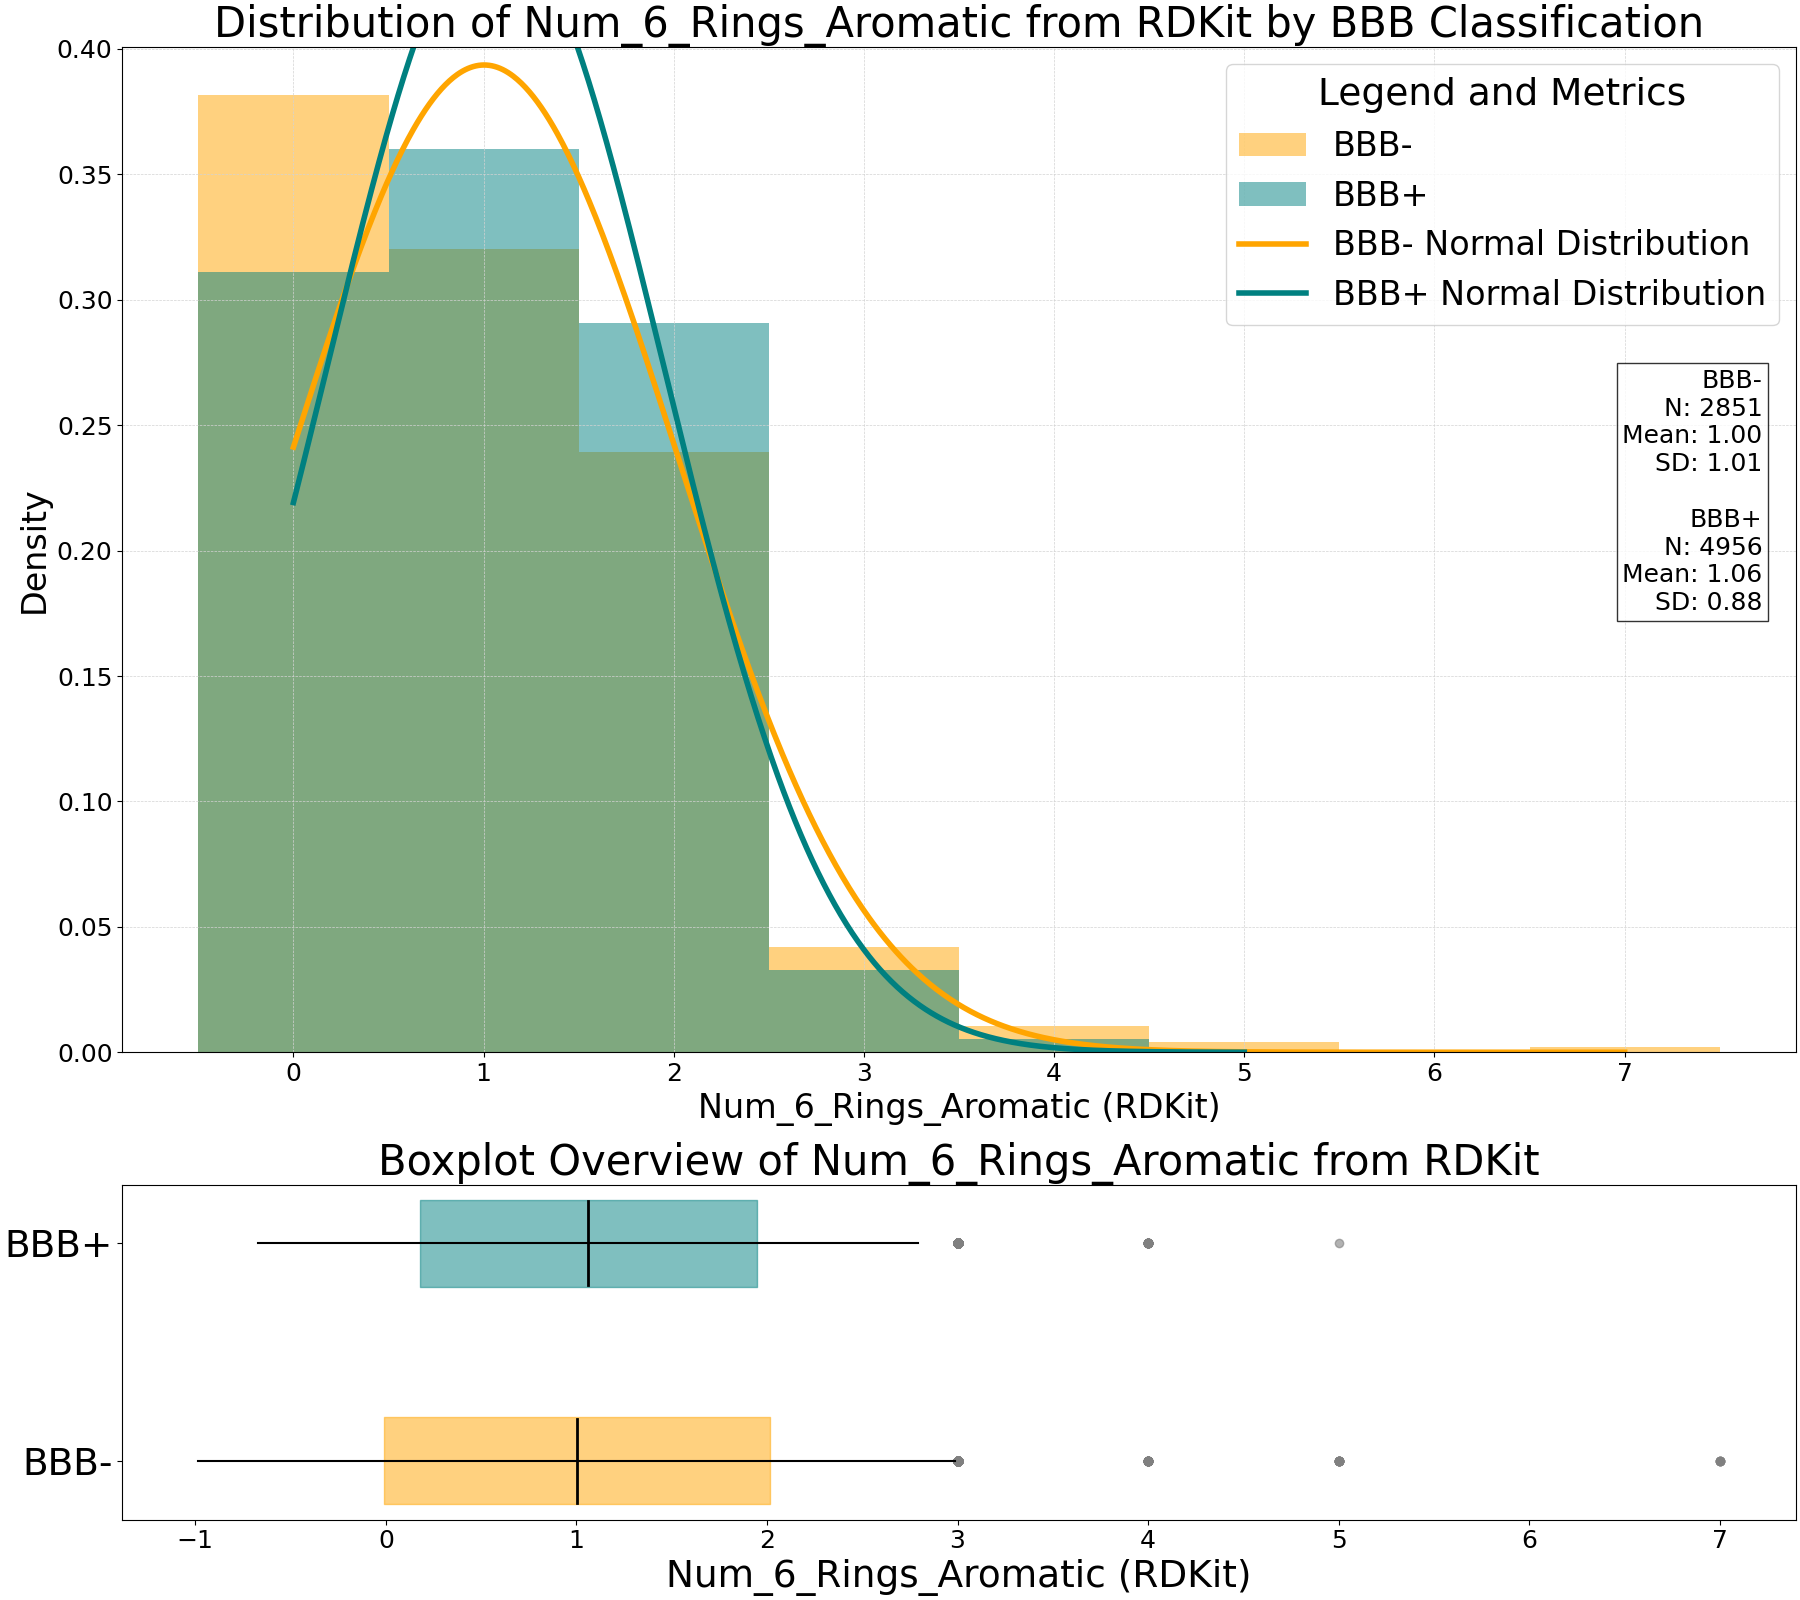 Distribution of Num_6_Rings_Aromatic from RDKit by BBB Classification
0.40
0.35
0.30
0.25
0.20
0.15
0.10
0.05
0.00
Density
Legend and Metrics
BBB-
BBB+
BBB- Normal Distribution
BBB+ Normal Distribution
BBB-
N: 2851
Mean: 1.00
SD: 1.01
BBB+
N: 4956
Mean: 1.06
SD: 0.88
0 1 2 3 4 5 6 7
Num_6_Rings_Aromatic (RDKit)
Boxplot Overview of Num_6_Rings_Aromatic from RDKit
BBB+
BBB-
−1 0 1 2 3 4 5 6 7
Num_6_Rings_Aromatic (RDKit)